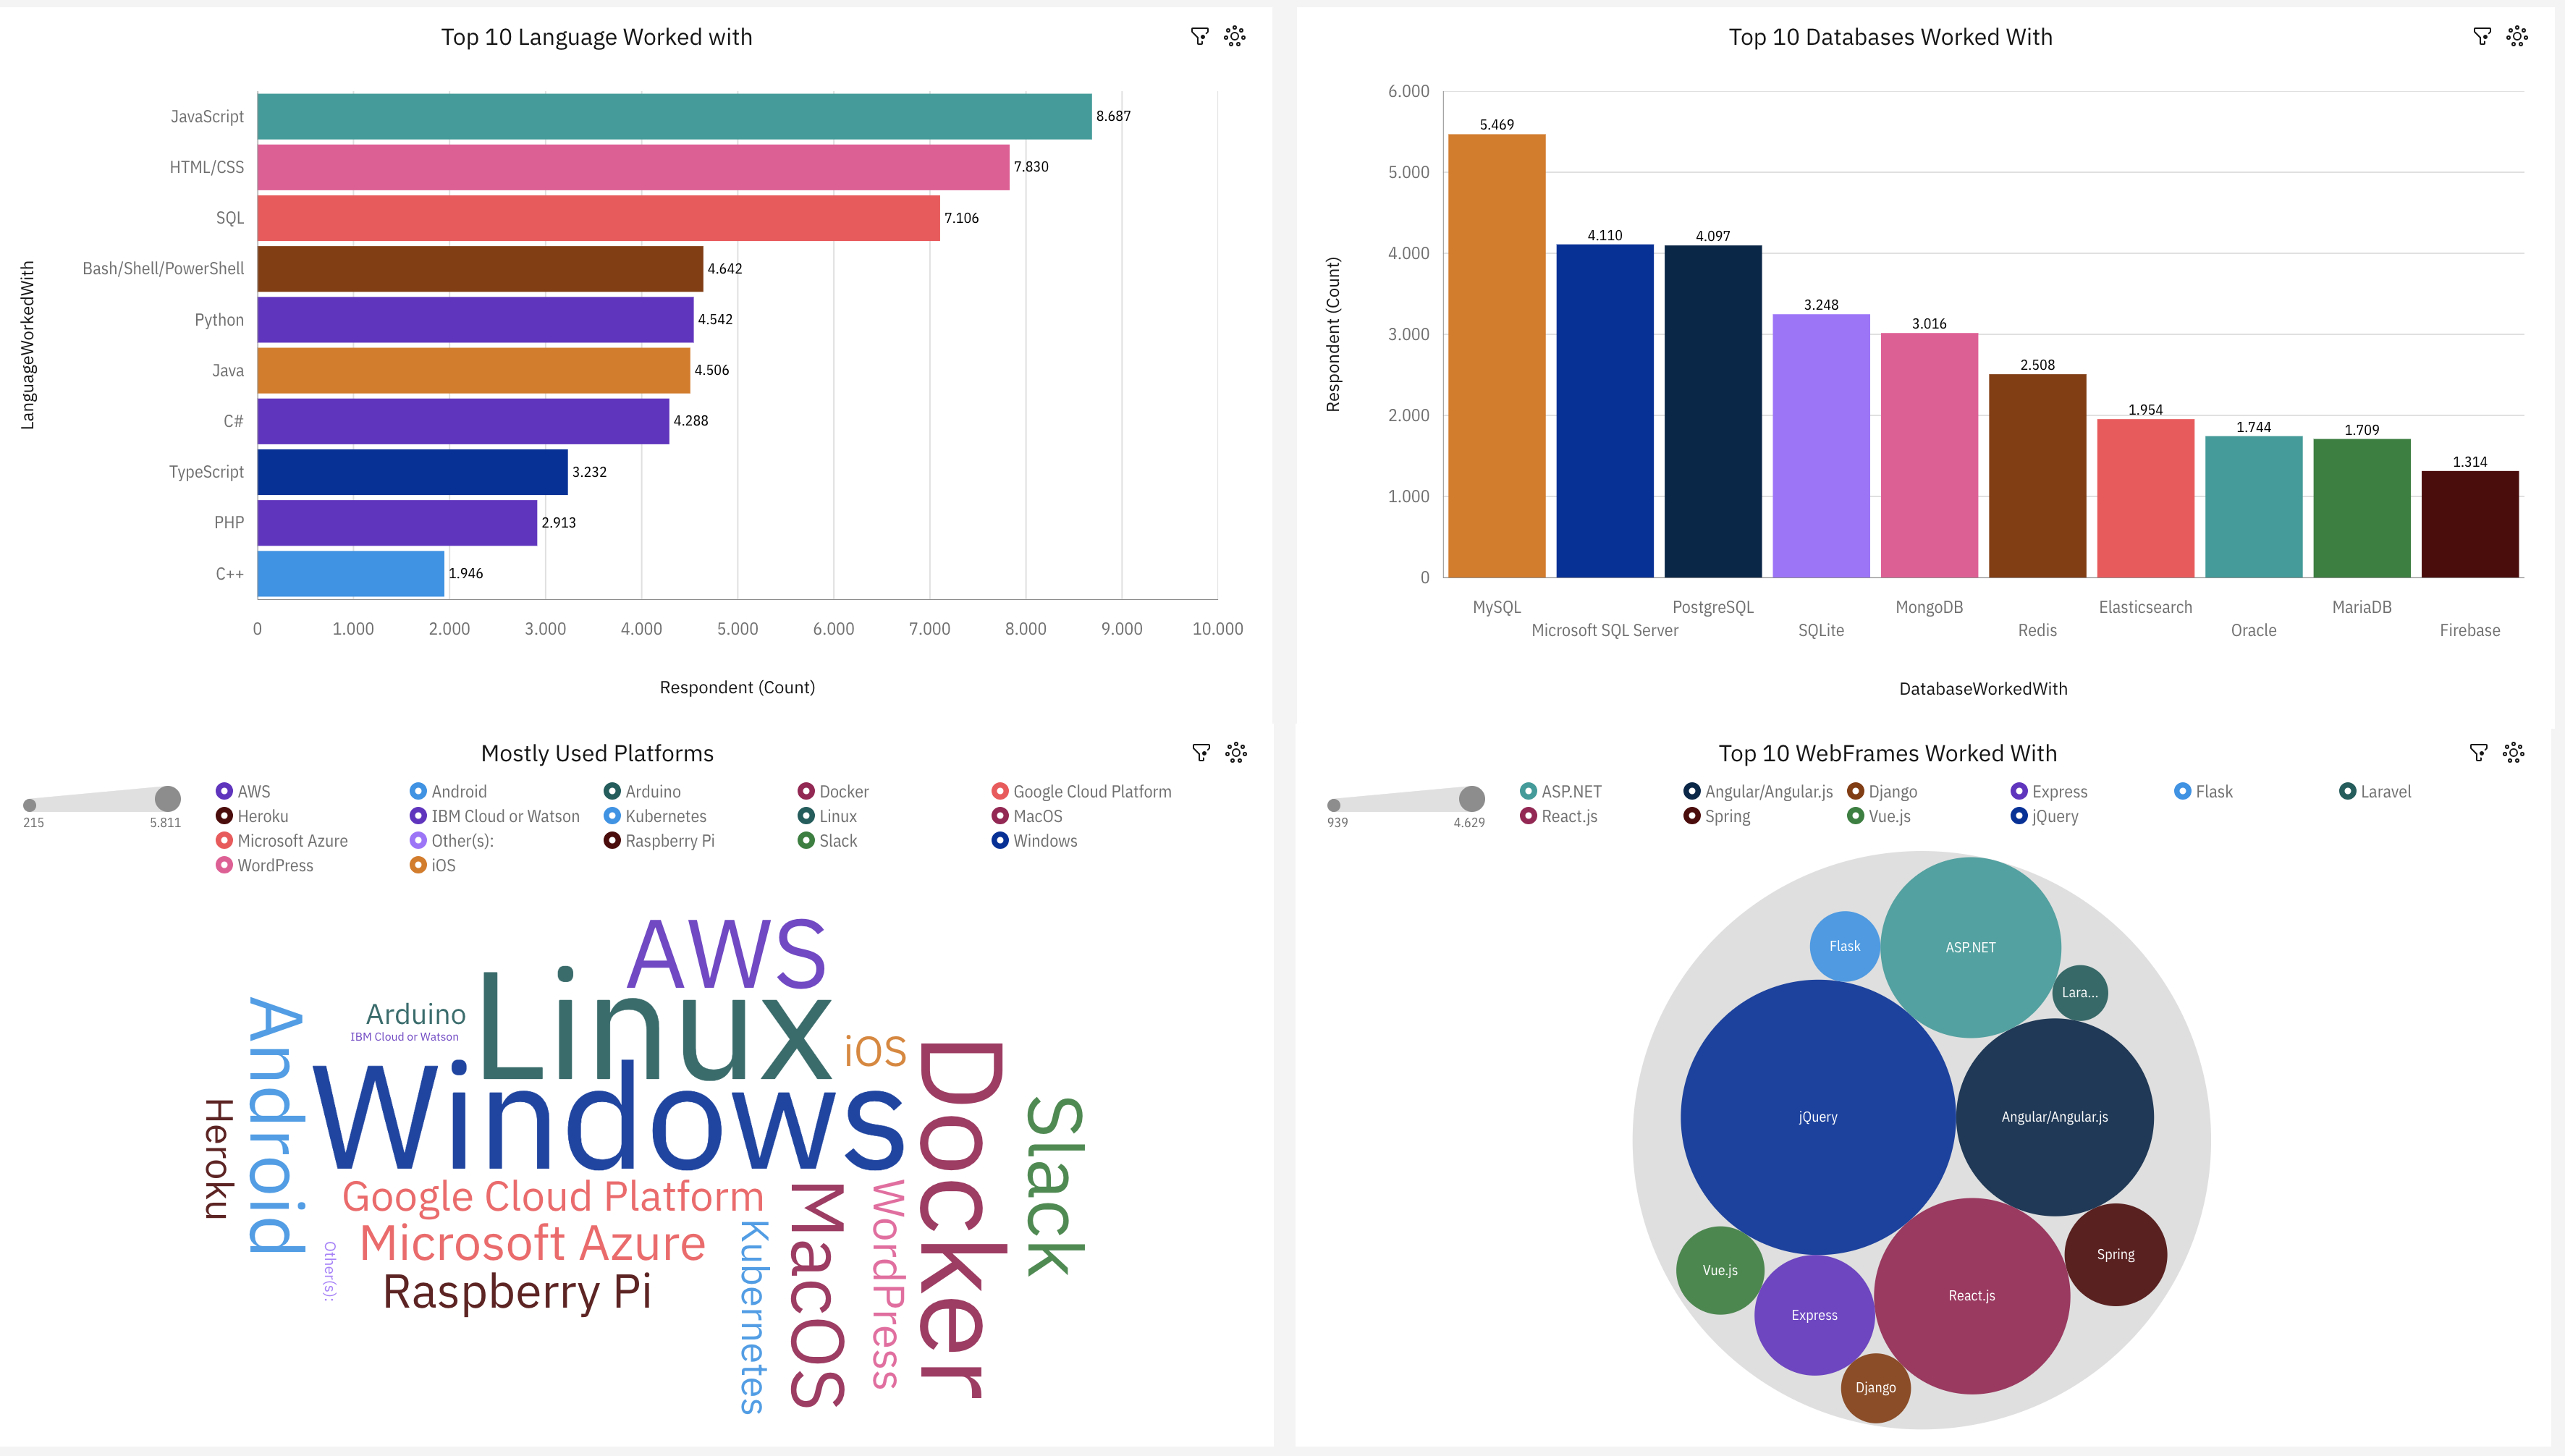 Top 10 Language Worked with
LanguageWorkedWith
JavaScript 8.687
HTML/CSS 7.830
SQL 7.106
Bash/Shell/PowerShell 4.642
Python 4.542
Java 4.506
C# 4.288
TypeScript 3.232
PHP 2.913
C++ 1.946
0 1.000 2.000 3.000 4.000 5.000 6.000 7.000 8.000 9.000 10.000
Respondent (Count)
Top 10 Databases Worked With
Respondent (Count)
6.000
5.000
4.000
3.000
2.000
1.000
0
5.469
4.110
4.097
3.248
3.016
2.508
1.954
1.744
1.709
1.314
MySQL PostgreSQL MongoDB Elasticsearch MariaDB
Microsoft SQL Server SQLite Redis Oracle Firebase
DatabaseWorkedWith
Mostly Used Platforms
215 5.811
AWS Android Arduino Docker Google Cloud Platform
Heroku IBM Cloud or Watson Kubernetes Linux MacOS
Microsoft Azure Other(s): Raspberry Pi Slack Windows
WordPress iOS
AWS
Linux
Arduino
IBM Cloud or Watson
iOS
Android
Heroku
Windows
Docker
Slack
Google Cloud Platform
Microsoft Azure
Raspberry Pi
Other(s):
Kubernetes
MacOS
WordPress
Top 10 WebFrames Worked With
939 4.629
ASP.NET Angular/Angular.js Django Express Flask Laravel
React.js Spring Vue.js jQuery
Flask
ASP.NET
Lara...
jQuery
Angular/Angular.js
Vue.js
Express
React.js
Spring
Django